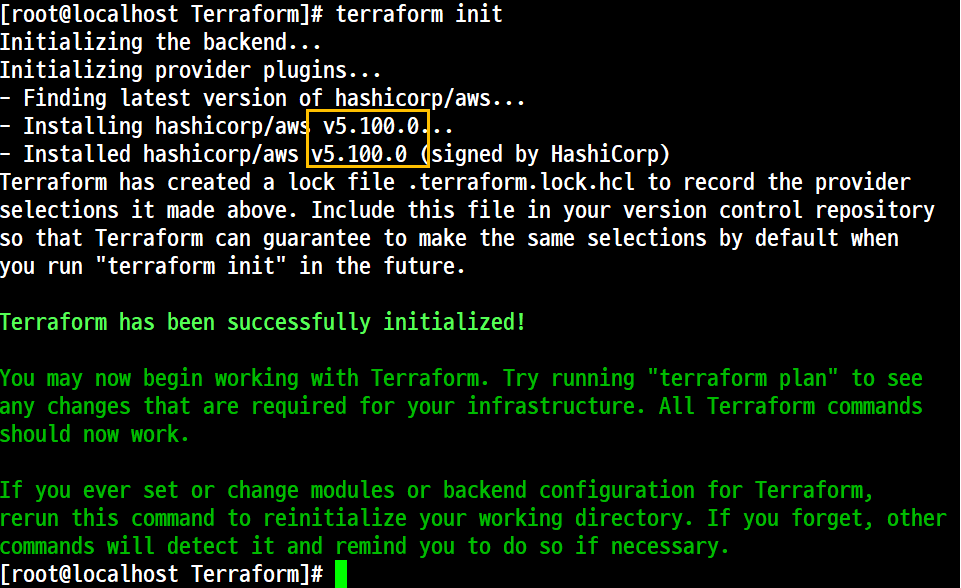 [root@localhost Terraform]# terraform init
Initializing the backend...
Initializing provider plugins...
- Finding latest version of hashicorp/aws...
- Installing hashicorp/aws v5.100.0...
- Installed hashicorp/aws v5.100.0 (signed by HashiCorp)
Terraform has created a lock file .terraform.lock.hcl to record the provider
selections it made above. Include this file in your version control repository
so that Terraform can guarantee to make the same selections by default when
you run "terraform init" in the future.
Terraform has been successfully initialized!
You may now begin working with Terraform. Try running "terraform plan" to see
any changes that are required for your infrastructure. All Terraform commands
should now work.
If you ever set or change modules or backend configuration for Terraform,
rerun this command to reinitialize your working directory. If you forget, other
commands will detect it and remind you to do so if necessary.
[root@localhost Terraform]#